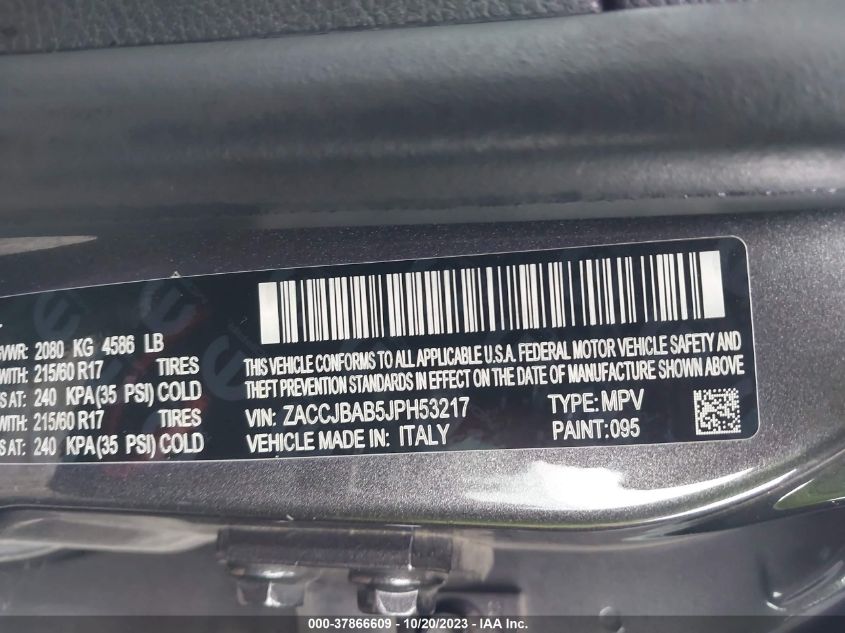 VWR: 2080 KG 4586 LB
WITH: 215/60 R17 TIRES
S AT: 240 KPA(35 PSI) COLD
WITH: 215/60 R17 TIRES
S AT: 240 KPA(35 PSI) COLD
THIS VEHICLE CONFORMS TO ALL APPLICABLE U.S.A. FEDERAL MOTOR VEHICLE SAFETY AND
THEFT PREVENTION STANDARDS IN EFFECT ON THE DATE OF MANUFACTURE SHOWN ABOVE
VIN: ZACCJBAB5JPH53217 TYPE: MPV
VEHICLE MADE IN: ITALY PAINT: 095
000-37866609 - 10/20/2023 - IAA Inc.